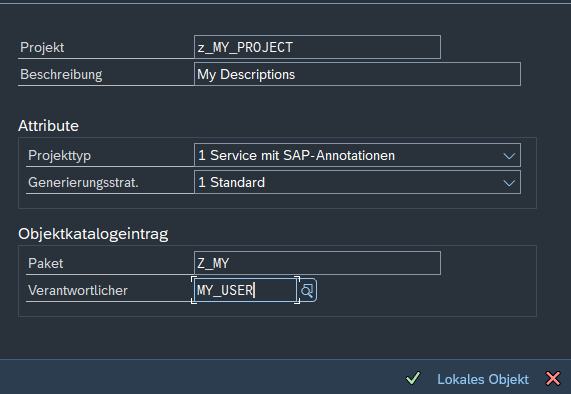 Projekt z_MY_PROJECT
Beschreibung My Descriptions
Attribute
Projekttyp 1 Service mit SAP-Annotationen
Generierungsstrat. 1 Standard
Objektkatalogeintrag
Paket Z_MY
Verantwortlicher MY_USER
Lokales Objekt